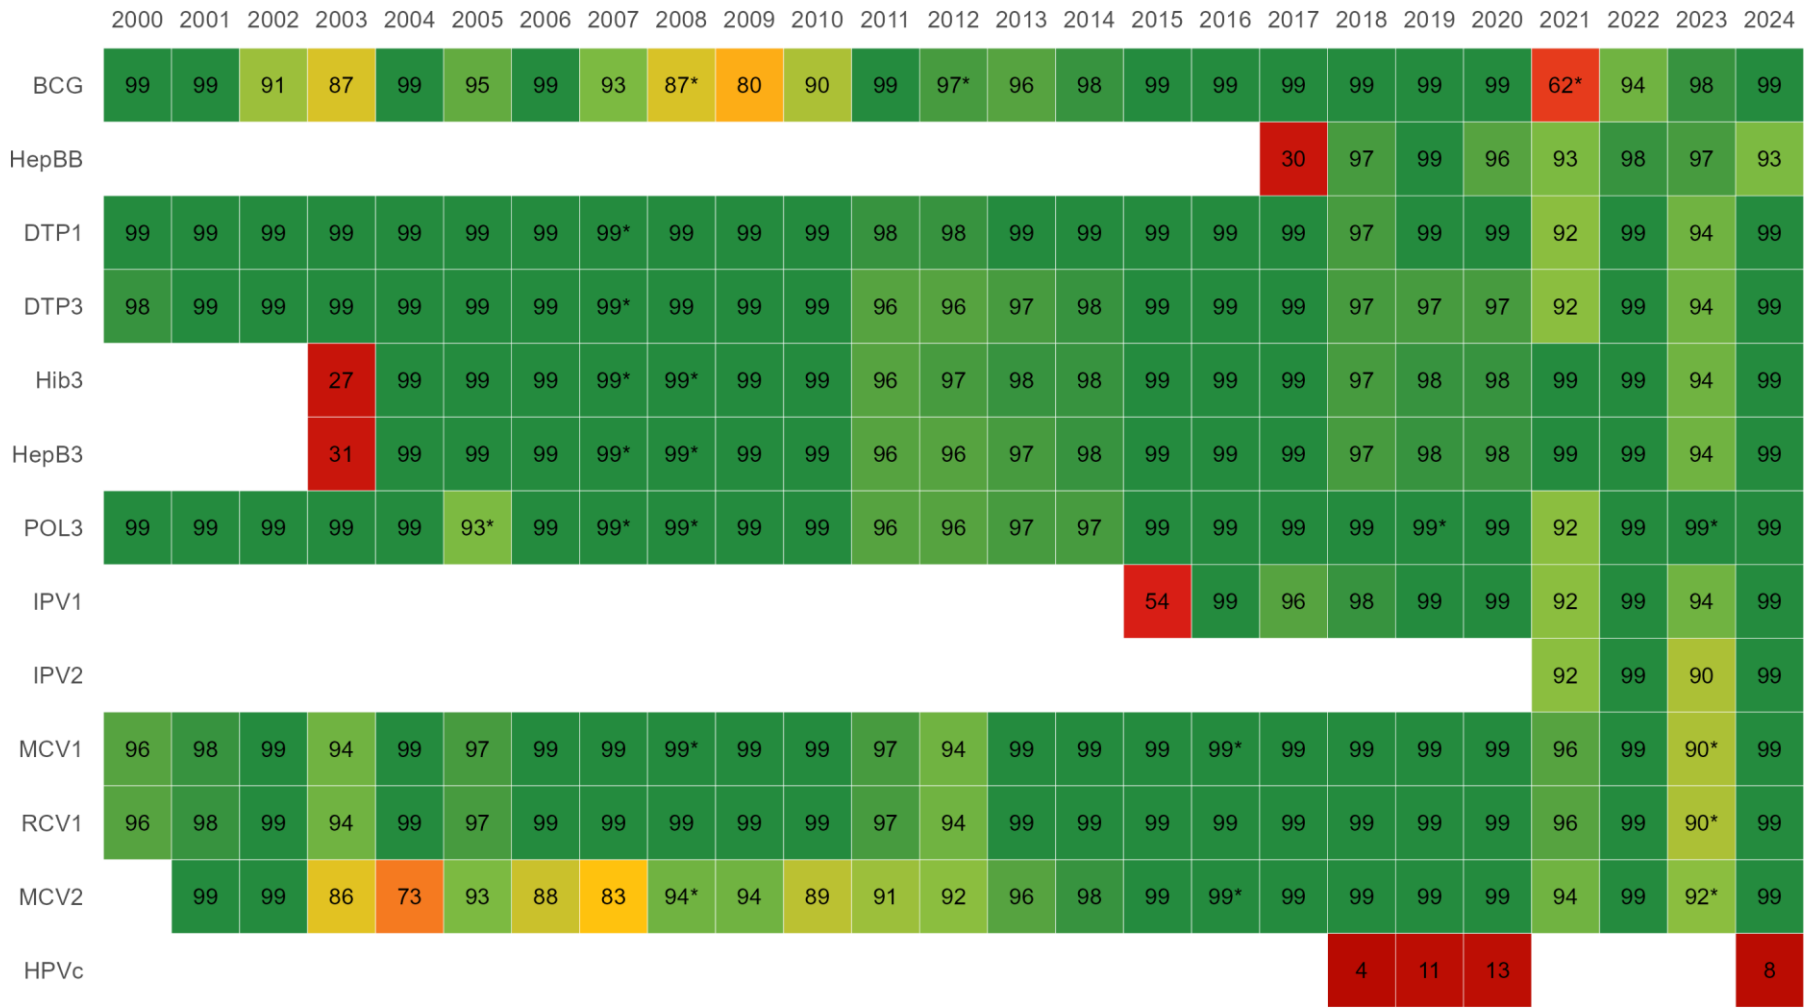 2000 2001 2002 2003 2004 2005 2006 2007 2008 2009 2010 2011 2012 2013 2014 2015 2016 2017 2018 2019 2020 2021 2022 2023 2024
BCG 99 99 91 87 99 95 99 93 87* 80 90 99 97* 96 98 99 99 99 99 99 99 62* 94 98 99
HepBB 30 97 99 96 93 98 97 93
DTP1 99 99 99 99 99 99 99 99* 99 99 99 98 98 99 99 99 99 99 97 99 99 92 99 94 99
DTP3 98 99 99 99 99 99 99 99* 99 99 99 96 96 97 98 99 99 99 97 97 97 92 99 94 99
Hib3 27 99 99 99 99* 99* 99 99 96 97 98 98 99 99 99 97 98 98 99 99 94 99
HepB3 31 99 99 99 99* 99* 99 99 96 96 97 98 99 99 99 97 98 98 99 99 94 99
POL3 99 99 99 99 99 93* 99 99* 99* 99 99 96 96 97 97 99 99 99 99 99* 99 92 99 99* 99
IPV1 54 99 96 98 99 99 92 99 94 99
IPV2 92 99 90 99
MCV1 96 98 99 94 99 97 99 99 99* 99 99 97 94 99 99 99 99* 99 99 99 99 96 99 90* 99
RCV1 96 98 99 94 99 97 99 99 99 99 99 97 94 99 99 99 99 99 99 99 99 96 99 90* 99
MCV2 99 99 86 73 93 88 83 94* 94 89 91 92 96 98 99 99* 99 99 99 99 94 99 92* 99
HPVc 4 11 13 8